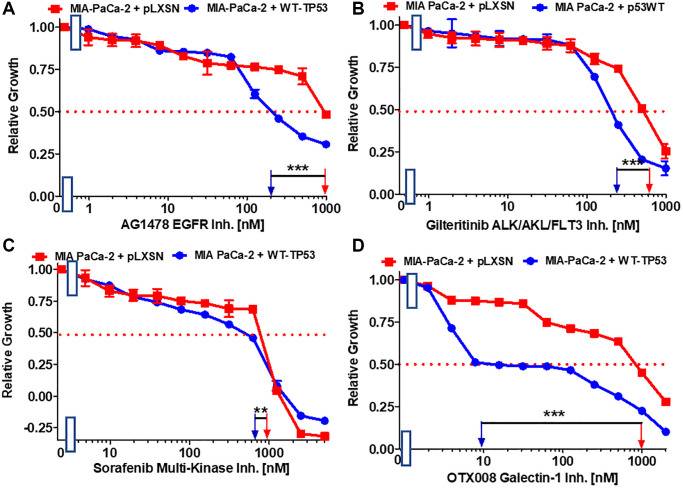 A
MIA-PaCa-2 + pLXSN
MIA-PaCa-2 + WT-TP53
Relative Growth
1.00
0.75
0.50
0.25
0.00
***
0 1 10 100 1000
AG1478 EGFR Inh. [nM]
B
MIA PaCa-2 + pLXSN
MIA PaCa-2 + p53WT
Relative Growth
1.00
0.75
0.50
0.25
0.00
***
0 1 10 100 1000
Gilteritinib ALK/AKL/FLT3 Inh. [nM]
C
MIA PaCa-2 + pLXSN
MIA PaCa-2 + WT-TP53
Relative Growth
1.00
0.75
0.50
0.25
0.00
-0.25
**
0 10 100 1000
Sorafenib Multi-Kinase Inh. [nM]
D
MIA-PaCa-2 + pLXSN
MIA-PaCa-2 + WT-TP53
Relative Growth
1.00
0.75
0.50
0.25
0.00
***
0 10 100 1000
OTX008 Galectin-1 Inh. [nM]